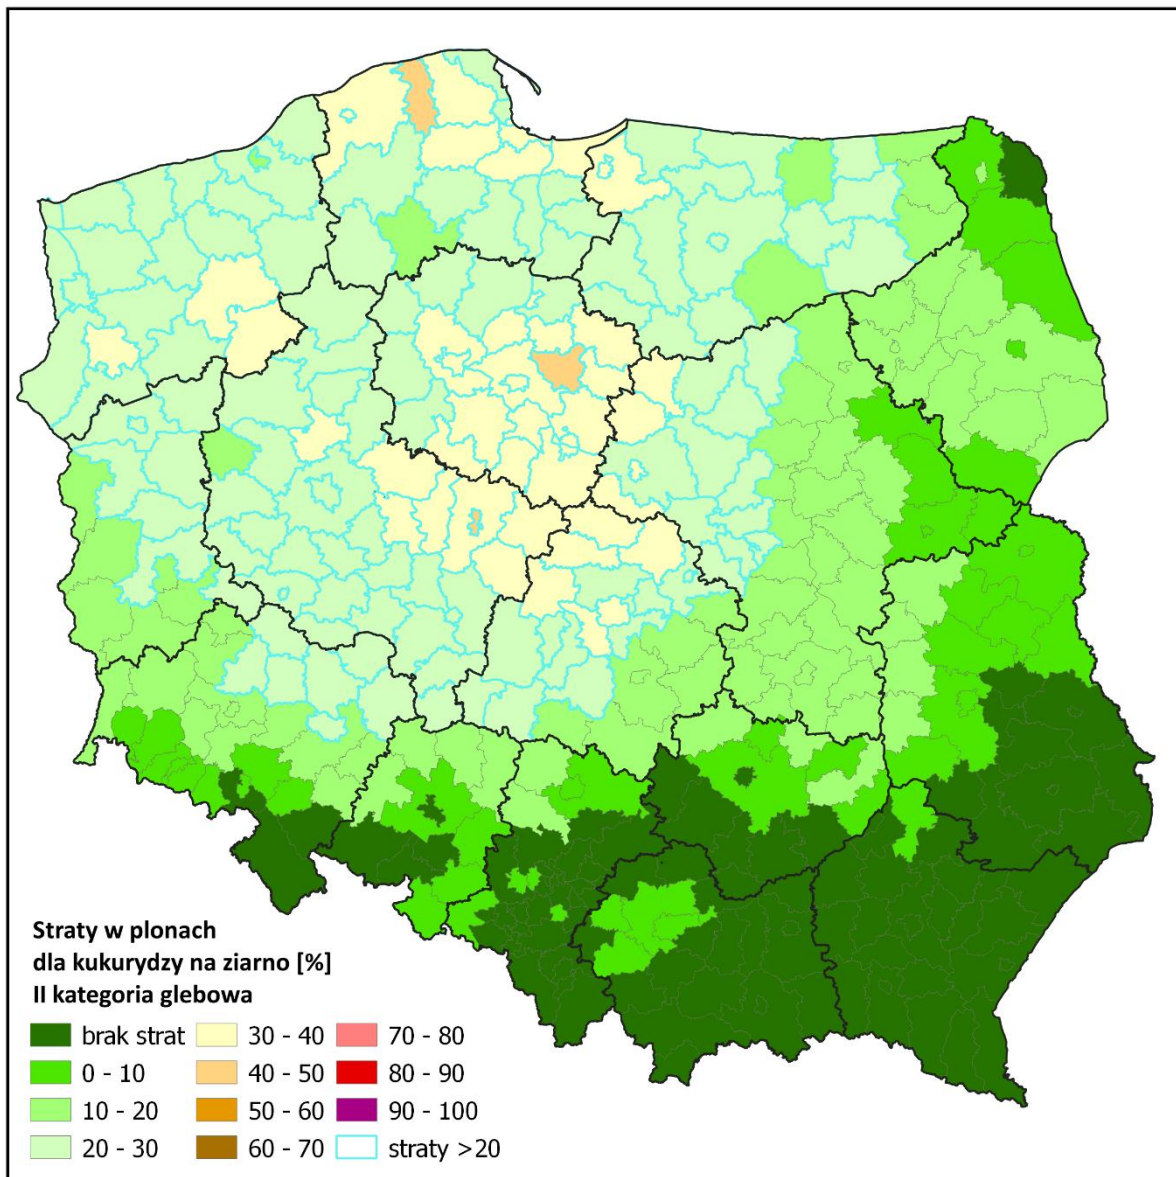 Straty w plonach
dla kukurydzy na ziarno [%]
II kategoria glebowa
brak strat
0 - 10
10 - 20
20 - 30
30 - 40
40 - 50
50 - 60
60 - 70
70 - 80
80 - 90
90 - 100
straty >20